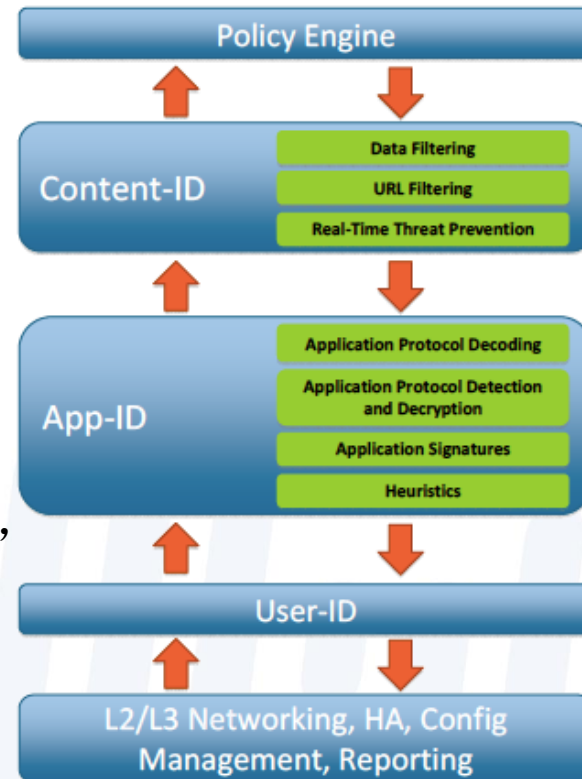 Policy Engine
Content-ID
Data Filtering
URL Filtering
Real-Time Threat Prevention
App-ID
Application Protocol Decoding
Application Protocol Detection
and Decryption
Application Signatures
Heuristics
,
User-ID
L2/L3 Networking, HA, Config
Management, Reporting